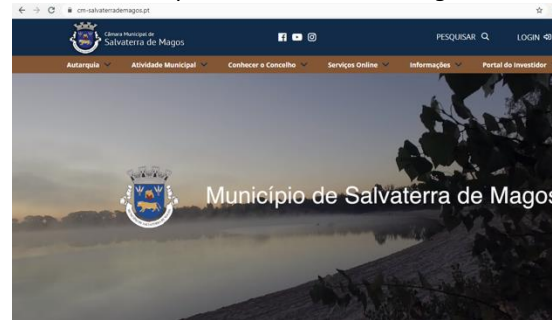 cm-salvaterrademagos.pt
Câmara Municipal de
Salvaterra de Magos
PESQUISAR
LOGIN
Autarquia
Atividade Municipal
Conhecer o Concelho
Serviços Online
Informações
Portal do Investidor
Município de Salvaterra de Magos